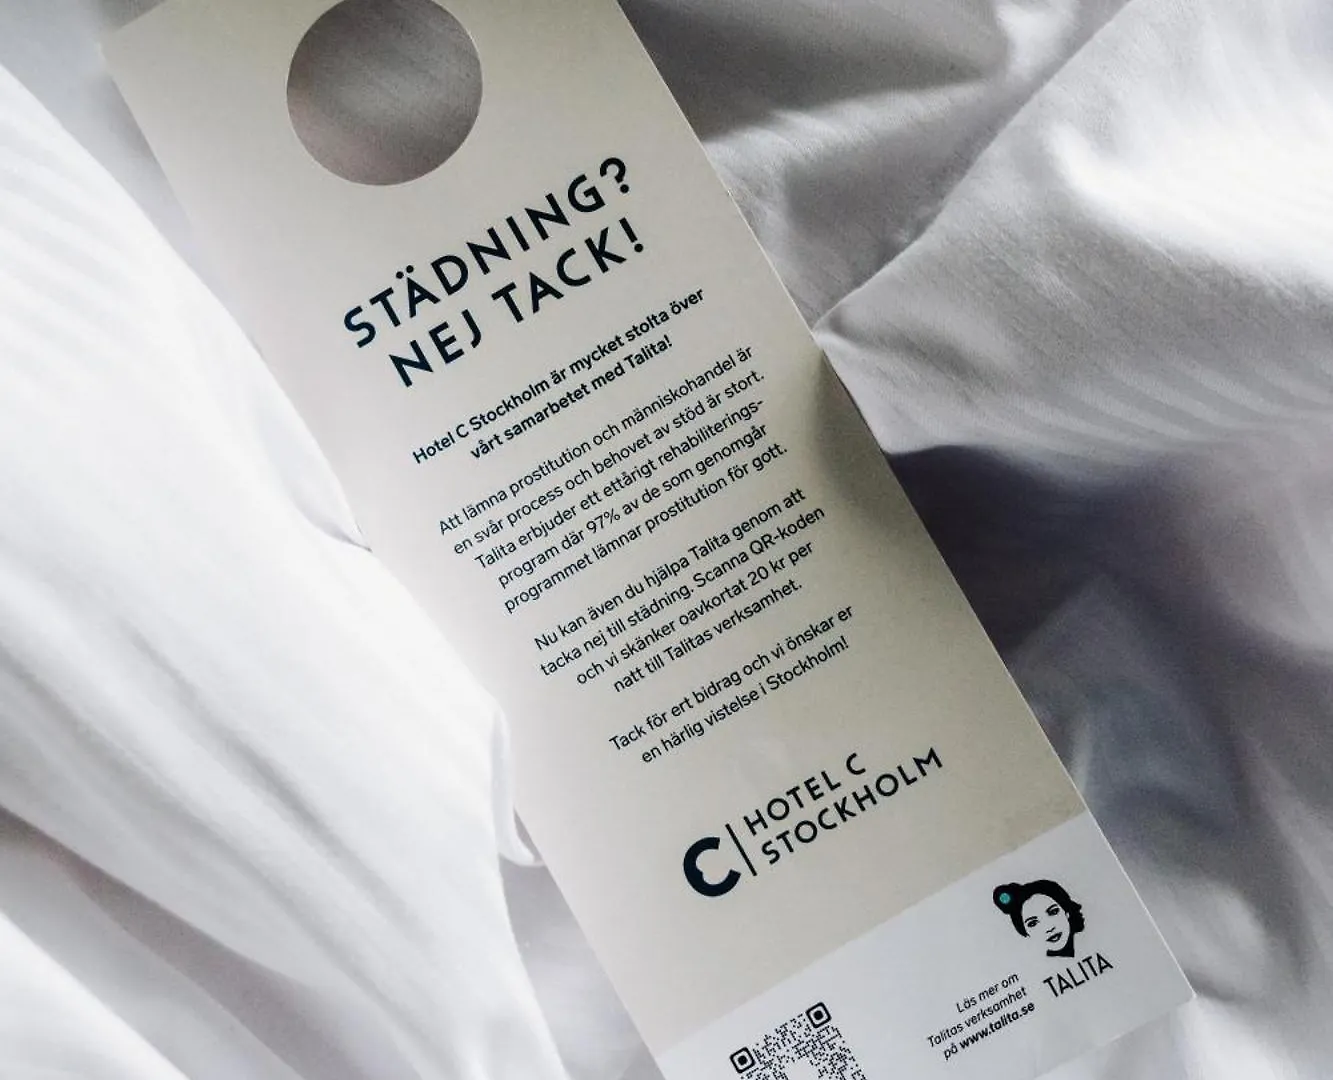 STÄDNING?
NEJ TACK!
Hotel C Stockholm är mycket stolta över
vårt samarbetet med Talita!
Att lämna prostitution och människohandel är
en svår process och behovet av stöd är stort.
Talita erbjuder ett ettårigt rehabiliterings-
program där 97% av de som genomgår
programmet lämnar prostitution för gott.
Nu kan även du hjälpa Talita genom att
tacka nej till städning. Scanna QR-koden
och vi skänker oavkortat 20 kr per
natt till Talitas verksamhet.
Tack för ert bidrag och vi önskar er
en härlig vistelse i Stockholm!
C HOTEL C
STOCKHOLM
TALITA
Läs mer om
Talitas verksamhet
på www.talita.se